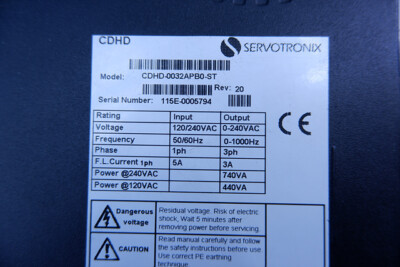 CDHD
SERVOTRONIX
Model: CDHD-0032APB0-ST
Rev: 20
Serial Number: 115E-0005794
Rating Input Output
Voltage 120/240VAC 0-240VAC
Frequency 50/60Hz 0-1000Hz
Phase 1ph 3ph
F.L.Current 1ph 5A 3A
Power @240VAC 740VA
Power @120VAC 440VA
Dangerous voltage
Residual voltage. Risk of electric
shock, Wait 5 minutes after
removing power before servicing.
CAUTION
Read manual carefully and follow
the safety instructions before use
Use correct PE earthing
technique.
CE